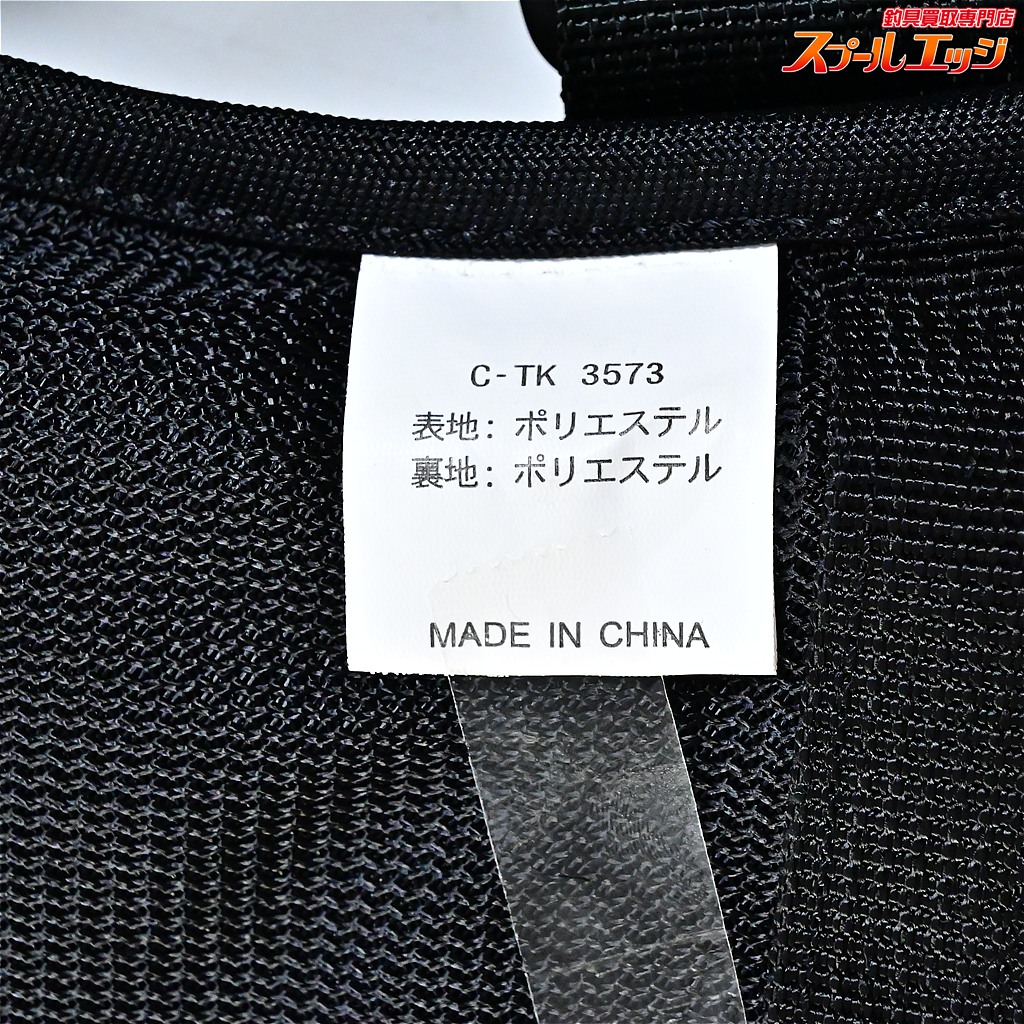 釣具買取専門店
スプールエッジ
C-TK 3573
表地: ポリエステル
裏地: ポリエステル
MADE IN CHINA